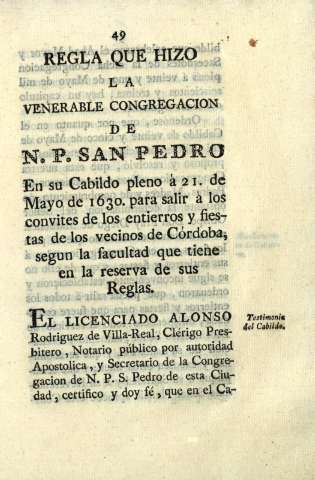 49
REGLA QUE HIZO
LA
VENERABLE CONGREGACION
DE
N. P. SAN PEDRO
En su Cabildo pleno à 21. de
Mayo de 1630. para salir à los
convites de los entierros y fies-
tas de los vecinos de Córdoba,
segun la facultad que tiene
en la reserva de sus
Reglas.
EL LICENCIADO ALONSO
Rodriguez de Villa-Real, Clérigo Pres-
bitero, Notario público por autoridad
Apostolica, y Secretario de la Congre-
gacion de N. P. S. Pedro de esta Ciu-
dad, certifico y doy fé, que en el Ca-
Testimonio
del Cabildo.